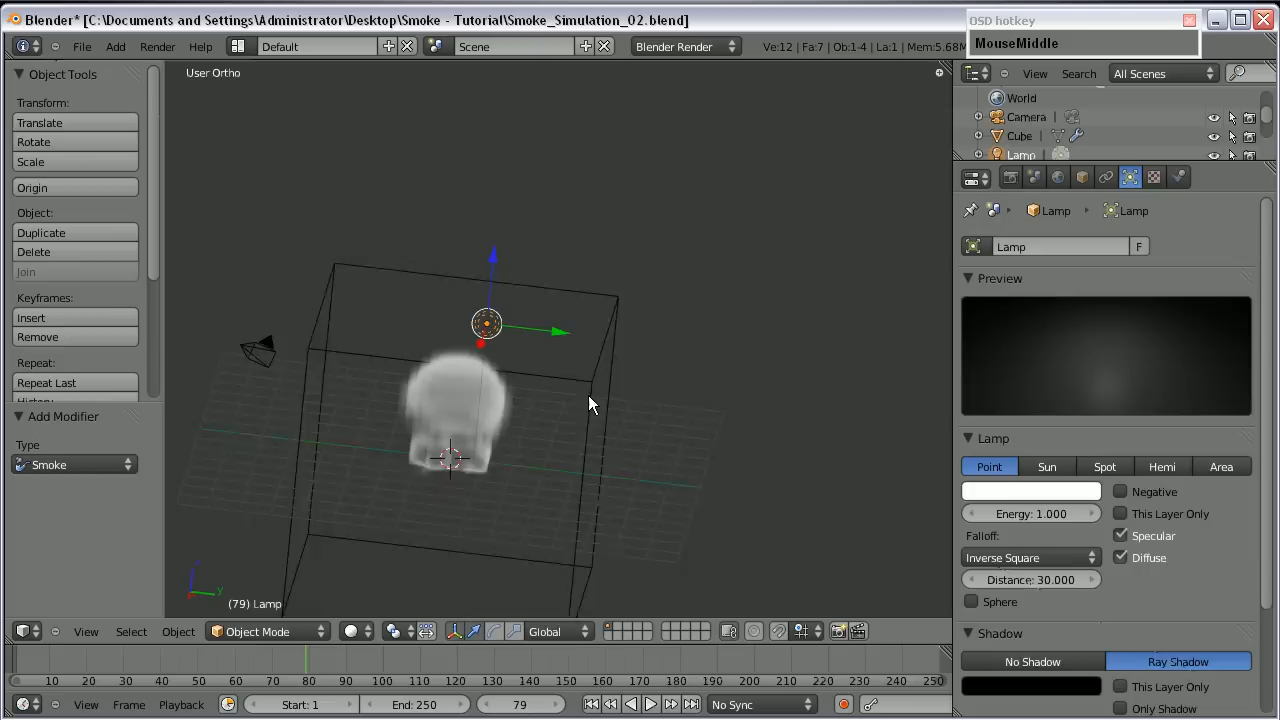 Blender* [C:\Documents and Settings\Administrator\Desktop\Smoke - Tutorial\Smoke_Simulation_02.blend]
OSD hotkey
MouseMiddle
File Add Render Help Default Scene Blender Render Ve:12 | Fa:7 | Ob:1-4 | La:1 | Mem:5.68M
Object Tools
Transform:
Translate
Rotate
Scale
Origin
Object:
Duplicate
Delete
Join
Keyframes:
Insert
Remove
Repeat:
Repeat Last
Add Modifier
Type
Smoke
User Ortho
z
y
(79) Lamp
View Select Object Object Mode Global
10 20 30 40 50 60 70 80 90 100 110 120 130 140 150 160 170 180 190 200 210 220 230 240 250
View Frame Playback Start: 1 End: 250 79 No Sync
View Search All Scenes
World
Camera
Cube
Lamp
Lamp Lamp
Lamp F
Preview
Lamp
Point Sun Spot Hemi Area
Negative
Energy: 1.000 This Layer Only
Falloff: Specular
Inverse Square Diffuse
Distance: 30.000
Sphere
Shadow
No Shadow Ray Shadow
This Layer Only
Only Shadow